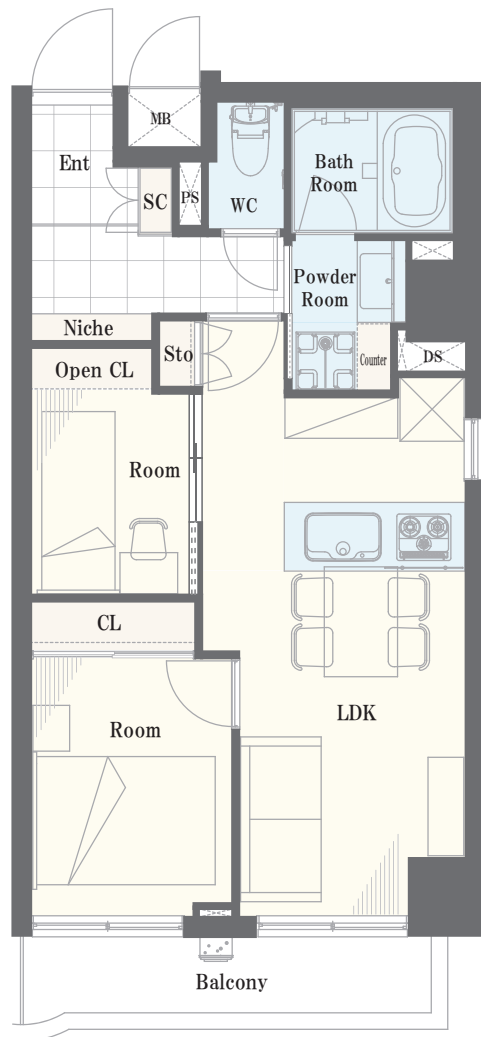 MB
Ent
Bath
Room
SC
PS
WC
Powder
Room
Niche
Sto
Counter
DS
Open CL
Room
CL
LDK
Room
Balcony